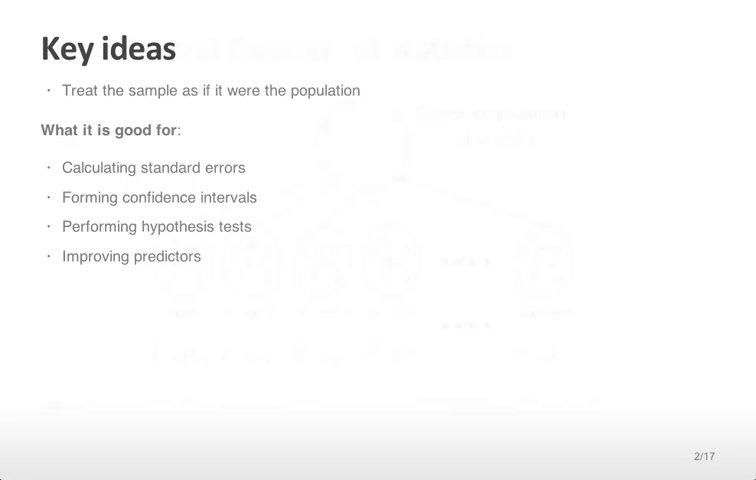 Key ideas
· Treat the sample as if it were the population
What it is good for:
· Calculating standard errors
· Forming confidence intervals
· Performing hypothesis tests
· Improving predictors
2/17